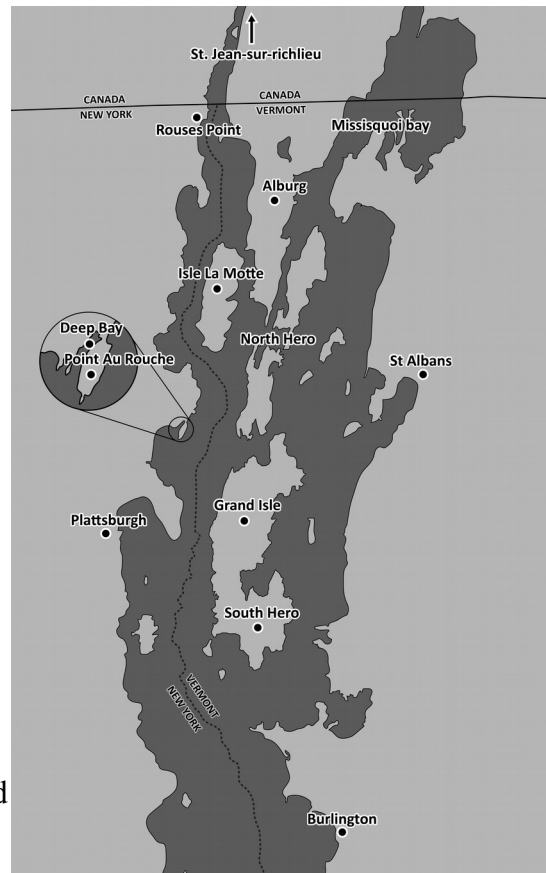 St. Jean-sur-richlieu
CANADA
NEW YORK
CANADA
VERMONT
Rouses Point
Missisquoi bay
Alburg
Isle La Motte
Deep Bay
Point Au Rouche
North Hero
St Albans
Grand Isle
Plattsburgh
South Hero
VERMONT
NEW YORK
d
Burlington